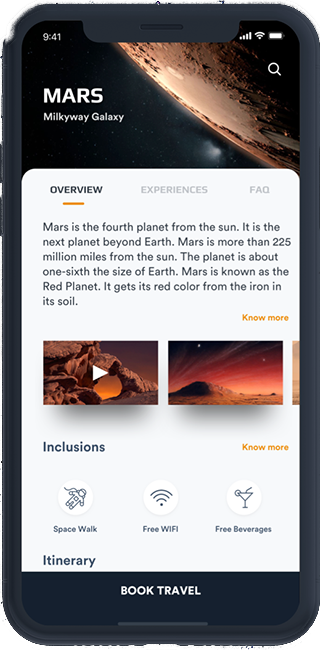 9:41
MARS
Milkyway Galaxy
OVERVIEW EXPERIENCES FAQ
Mars is the fourth planet from the sun. It is the
next planet beyond Earth. Mars is more than 225
million miles from the sun. The planet is about
one-sixth the size of Earth. Mars is known as the
Red Planet. It gets its red color from the iron in
its soil.
Know more
Inclusions Know more
Space Walk Free WIFI Free Beverages
Itinerary
BOOK TRAVEL